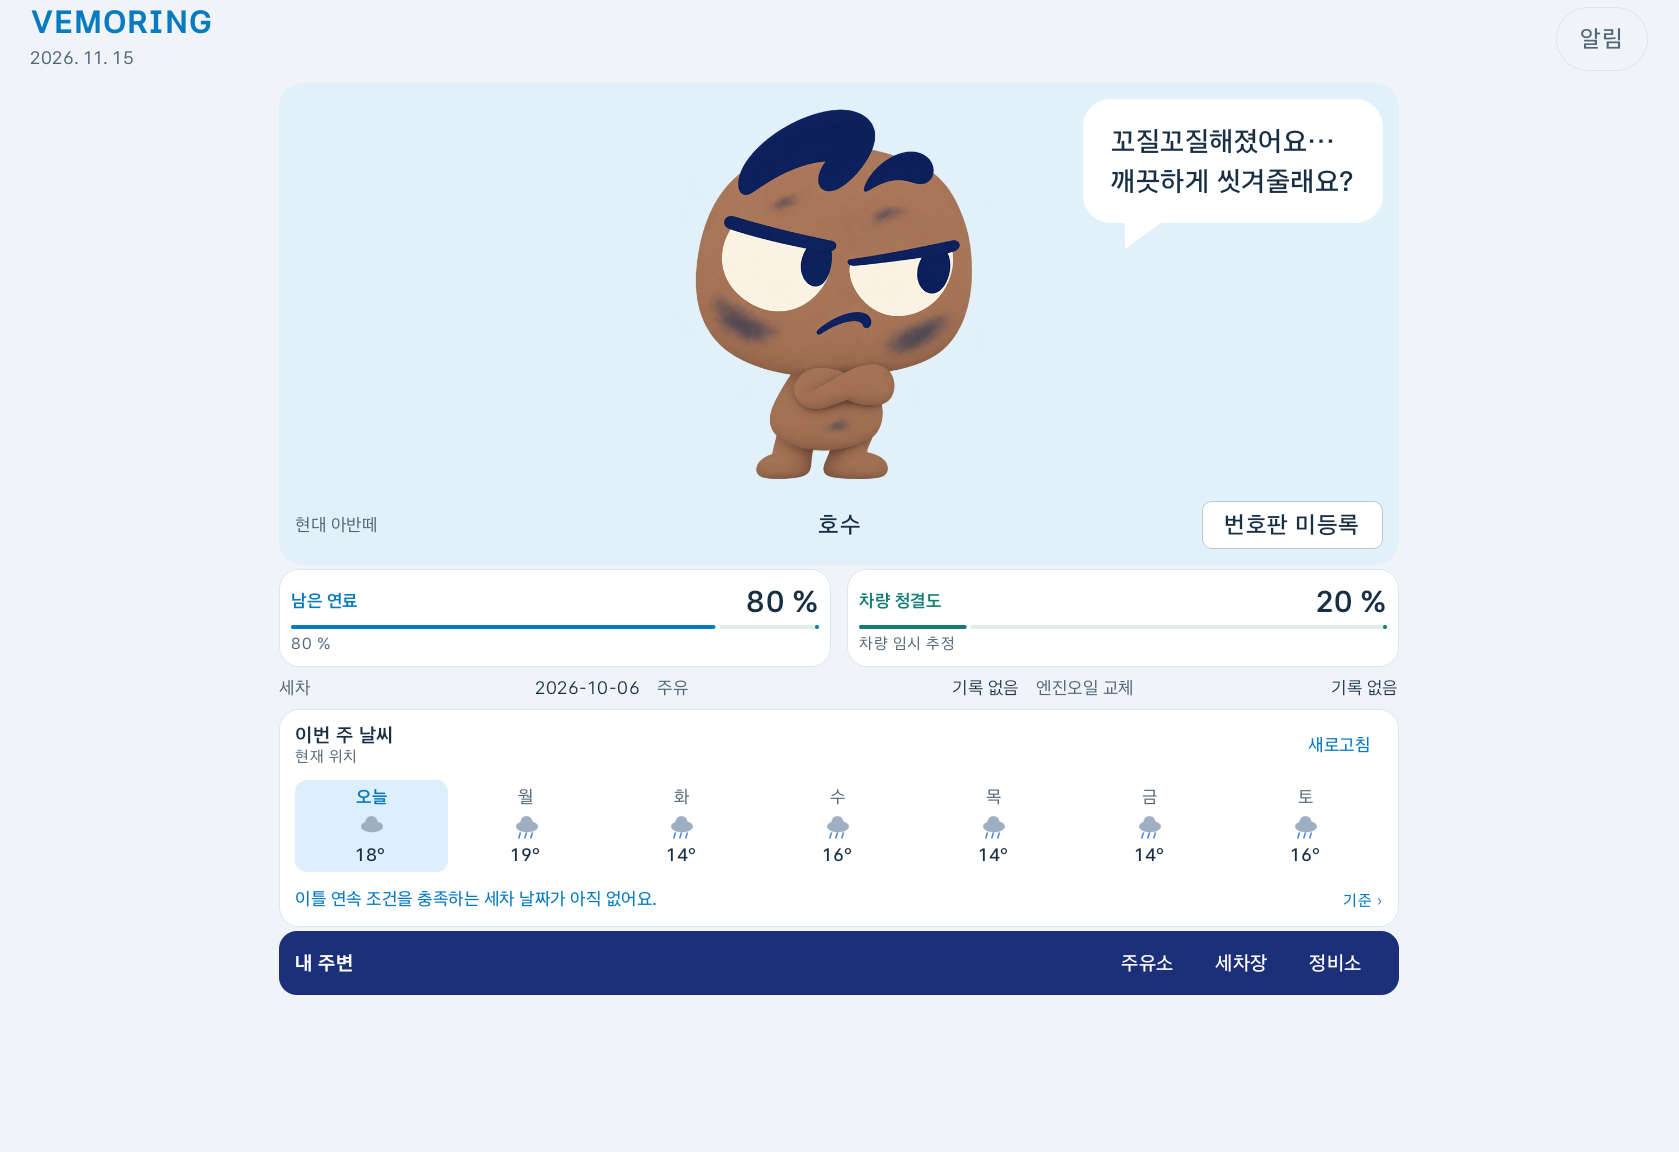 VEMORING
2026. 11. 15
알림
꼬질꼬질해졌어요…
깨끗하게 씻겨줄래요?
현대 아반떼
호수
번호판 미등록
남은 연료
80 %
80 %
차량 청결도
20 %
차량 임시 추정
세차 2026-10-06 주유 기록 없음 엔진오일 교체 기록 없음
이번 주 날씨
현재 위치
새로고침
오늘 월 화 수 목 금 토
18° 19° 14° 16° 14° 14° 16°
이틀 연속 조건을 충족하는 세차 날짜가 아직 없어요.
기준 ›
내 주변 주유소 세차장 정비소